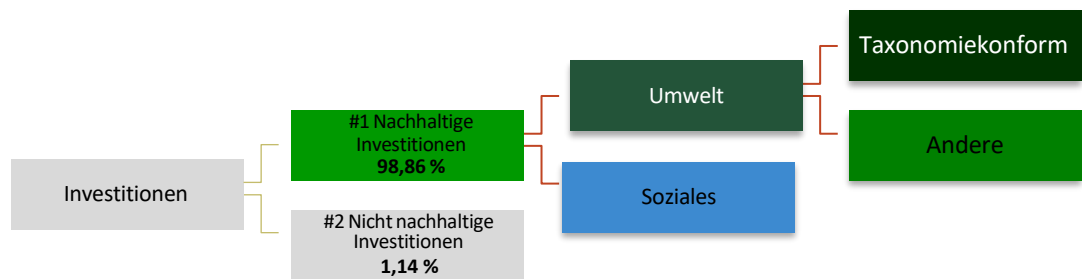 Investitionen
#1 Nachhaltige
Investitionen
98,86 %
#2 Nicht nachhaltige
Investitionen
1,14 %
Umwelt
Soziales
Taxonomiekonform
Andere